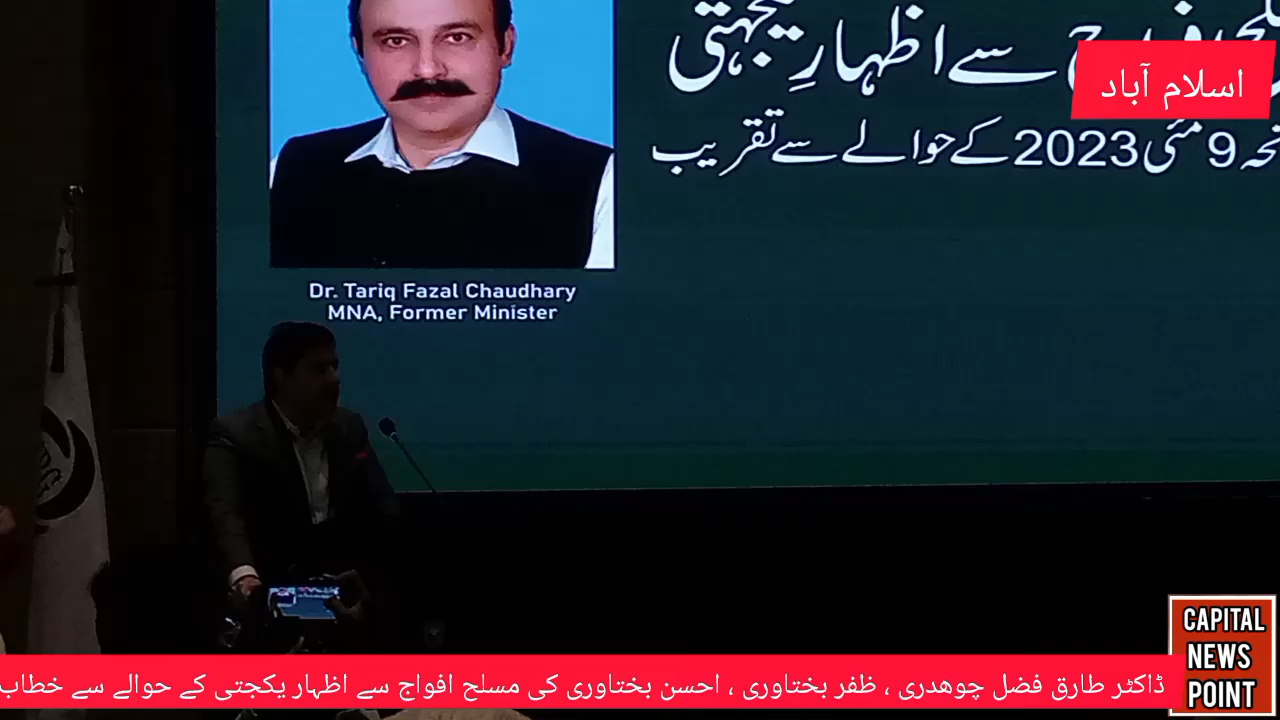 سے اظہارِ یکجہتی
اسلام آباد
9 مئی 2023 کے حوالے سے تقریب
Dr. Tariq Fazal Chaudhary
MNA, Former Minister
CAPITAL
NEWS
POINT
ڈاکٹر طارق فضل چوھدری ، ظفر بختاوری ، احسن بختاوری کی مسلح افواج سے اظہار یکجتی کے حوالے سے خطاب